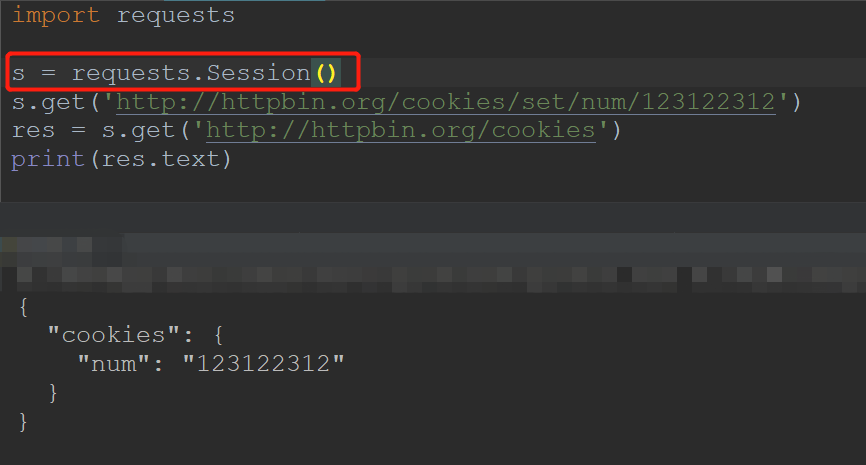 import requests
s = requests.Session()
s.get('http://httpbin.org/cookies/set/num/123122312')
res = s.get('http://httpbin.org/cookies')
print(res.text)
{
  "cookies": {
    "num": "123122312"
  }
}